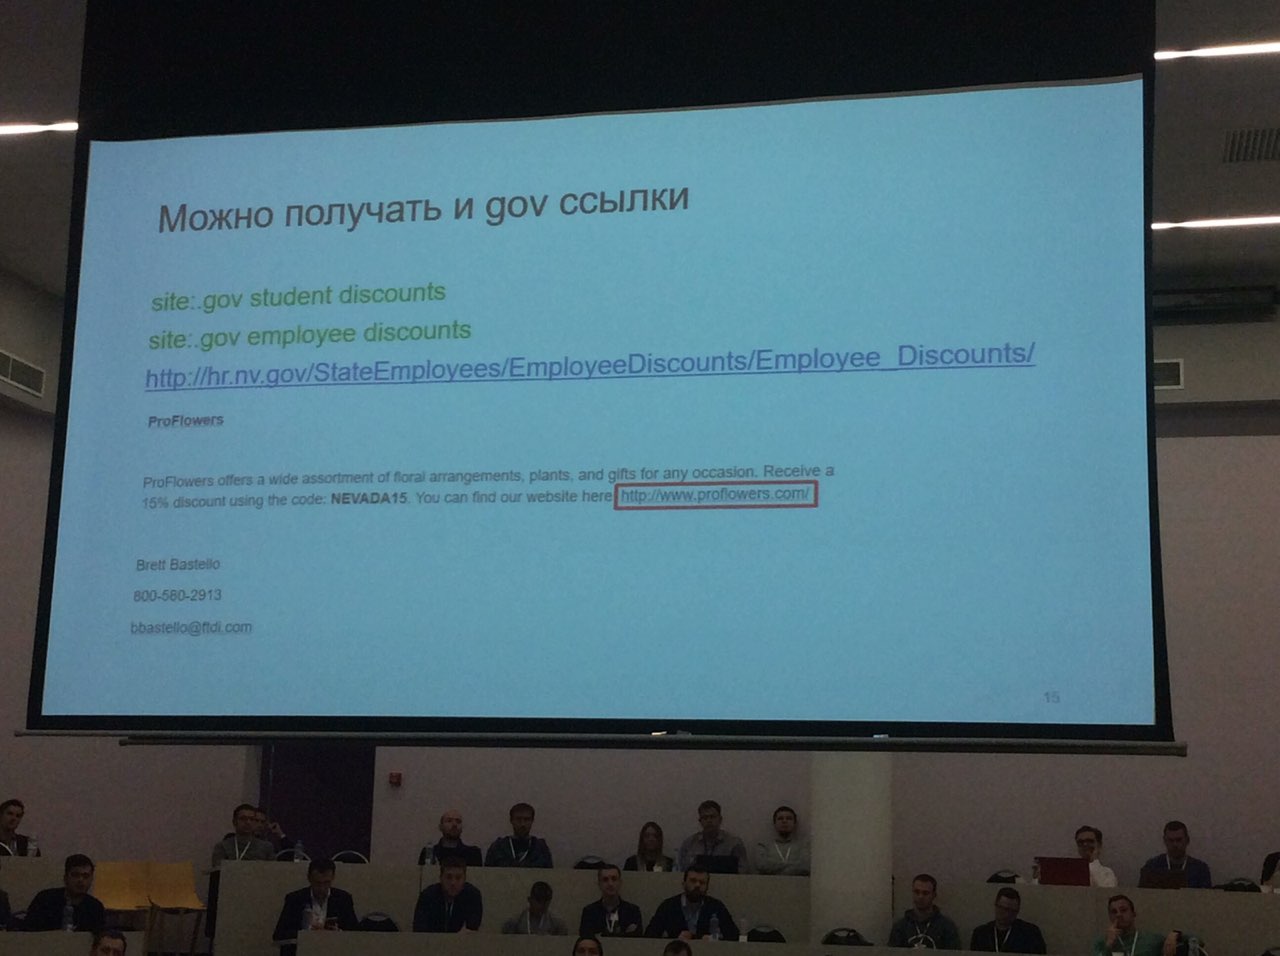 Можно получать и gov ссылки
site:.gov student discounts
site:.gov employee discounts
http://hr.nv.gov/StateEmployees/EmployeeDiscounts/Employee_Discounts/
ProFlowers
ProFlowers offers a wide assortment of floral arrangements, plants, and gifts for any occasion. Receive a
15% discount using the code: NEVADA15. You can find our website here http://www.proflowers.com/
Brett Bastello
800-580-2913
bbastello@ftdi.com
15